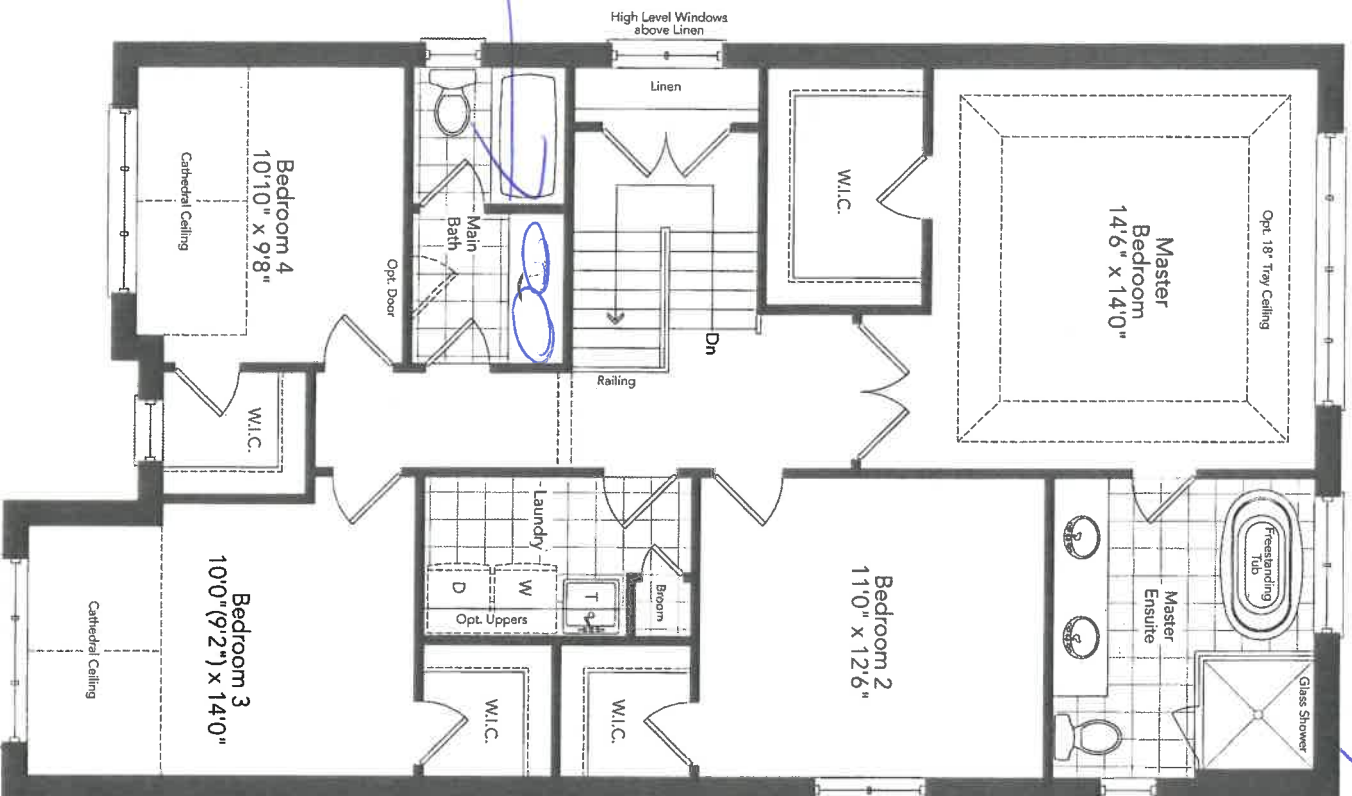 High Level Windows
above Linen
Linen
W.I.C.
Opt. 18" Tray Ceiling
Master
Bedroom
14'6" x 14'0"
Bedroom 4
10'10" x 9'8"
Cathedral Ceiling
Opt. Door
Main
Bath
Dn
Railing
W.I.C.
Laundry
D
W
T
Opt. Uppers
Broom
Bedroom 2
11'0" x 12'6"
Master
Ensuite
Freestanding
Tub
Glass Shower
Bedroom 3
10'0"(9'2") x 14'0"
Cathedral Ceiling
W.I.C.
W.I.C.